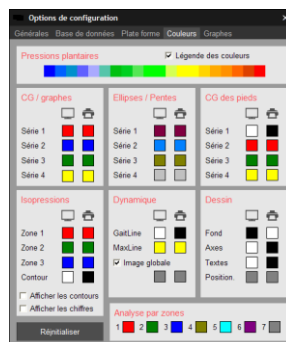 Options de configuration
Générales Base de données Plate forme Couleurs Graphes
Pressions plantaires Légende des couleurs
CG / graphes Ellipses / Pentes CG des pieds
Série 1 Série 1 Série 1
Série 2 Série 2 Série 2
Série 3 Série 3 Série 3
Série 4 Série 4 Série 4
Isopressions Dynamique Dessin
Zone 1 GaitLine Fond
Zone 2 MaxLine Axes
Zone 3 Image globale Textes
Contour Position.
Afficher les contours
Afficher les chiffres
Analyse par zones
Réinitialiser 1 2 3 4 5 6 7